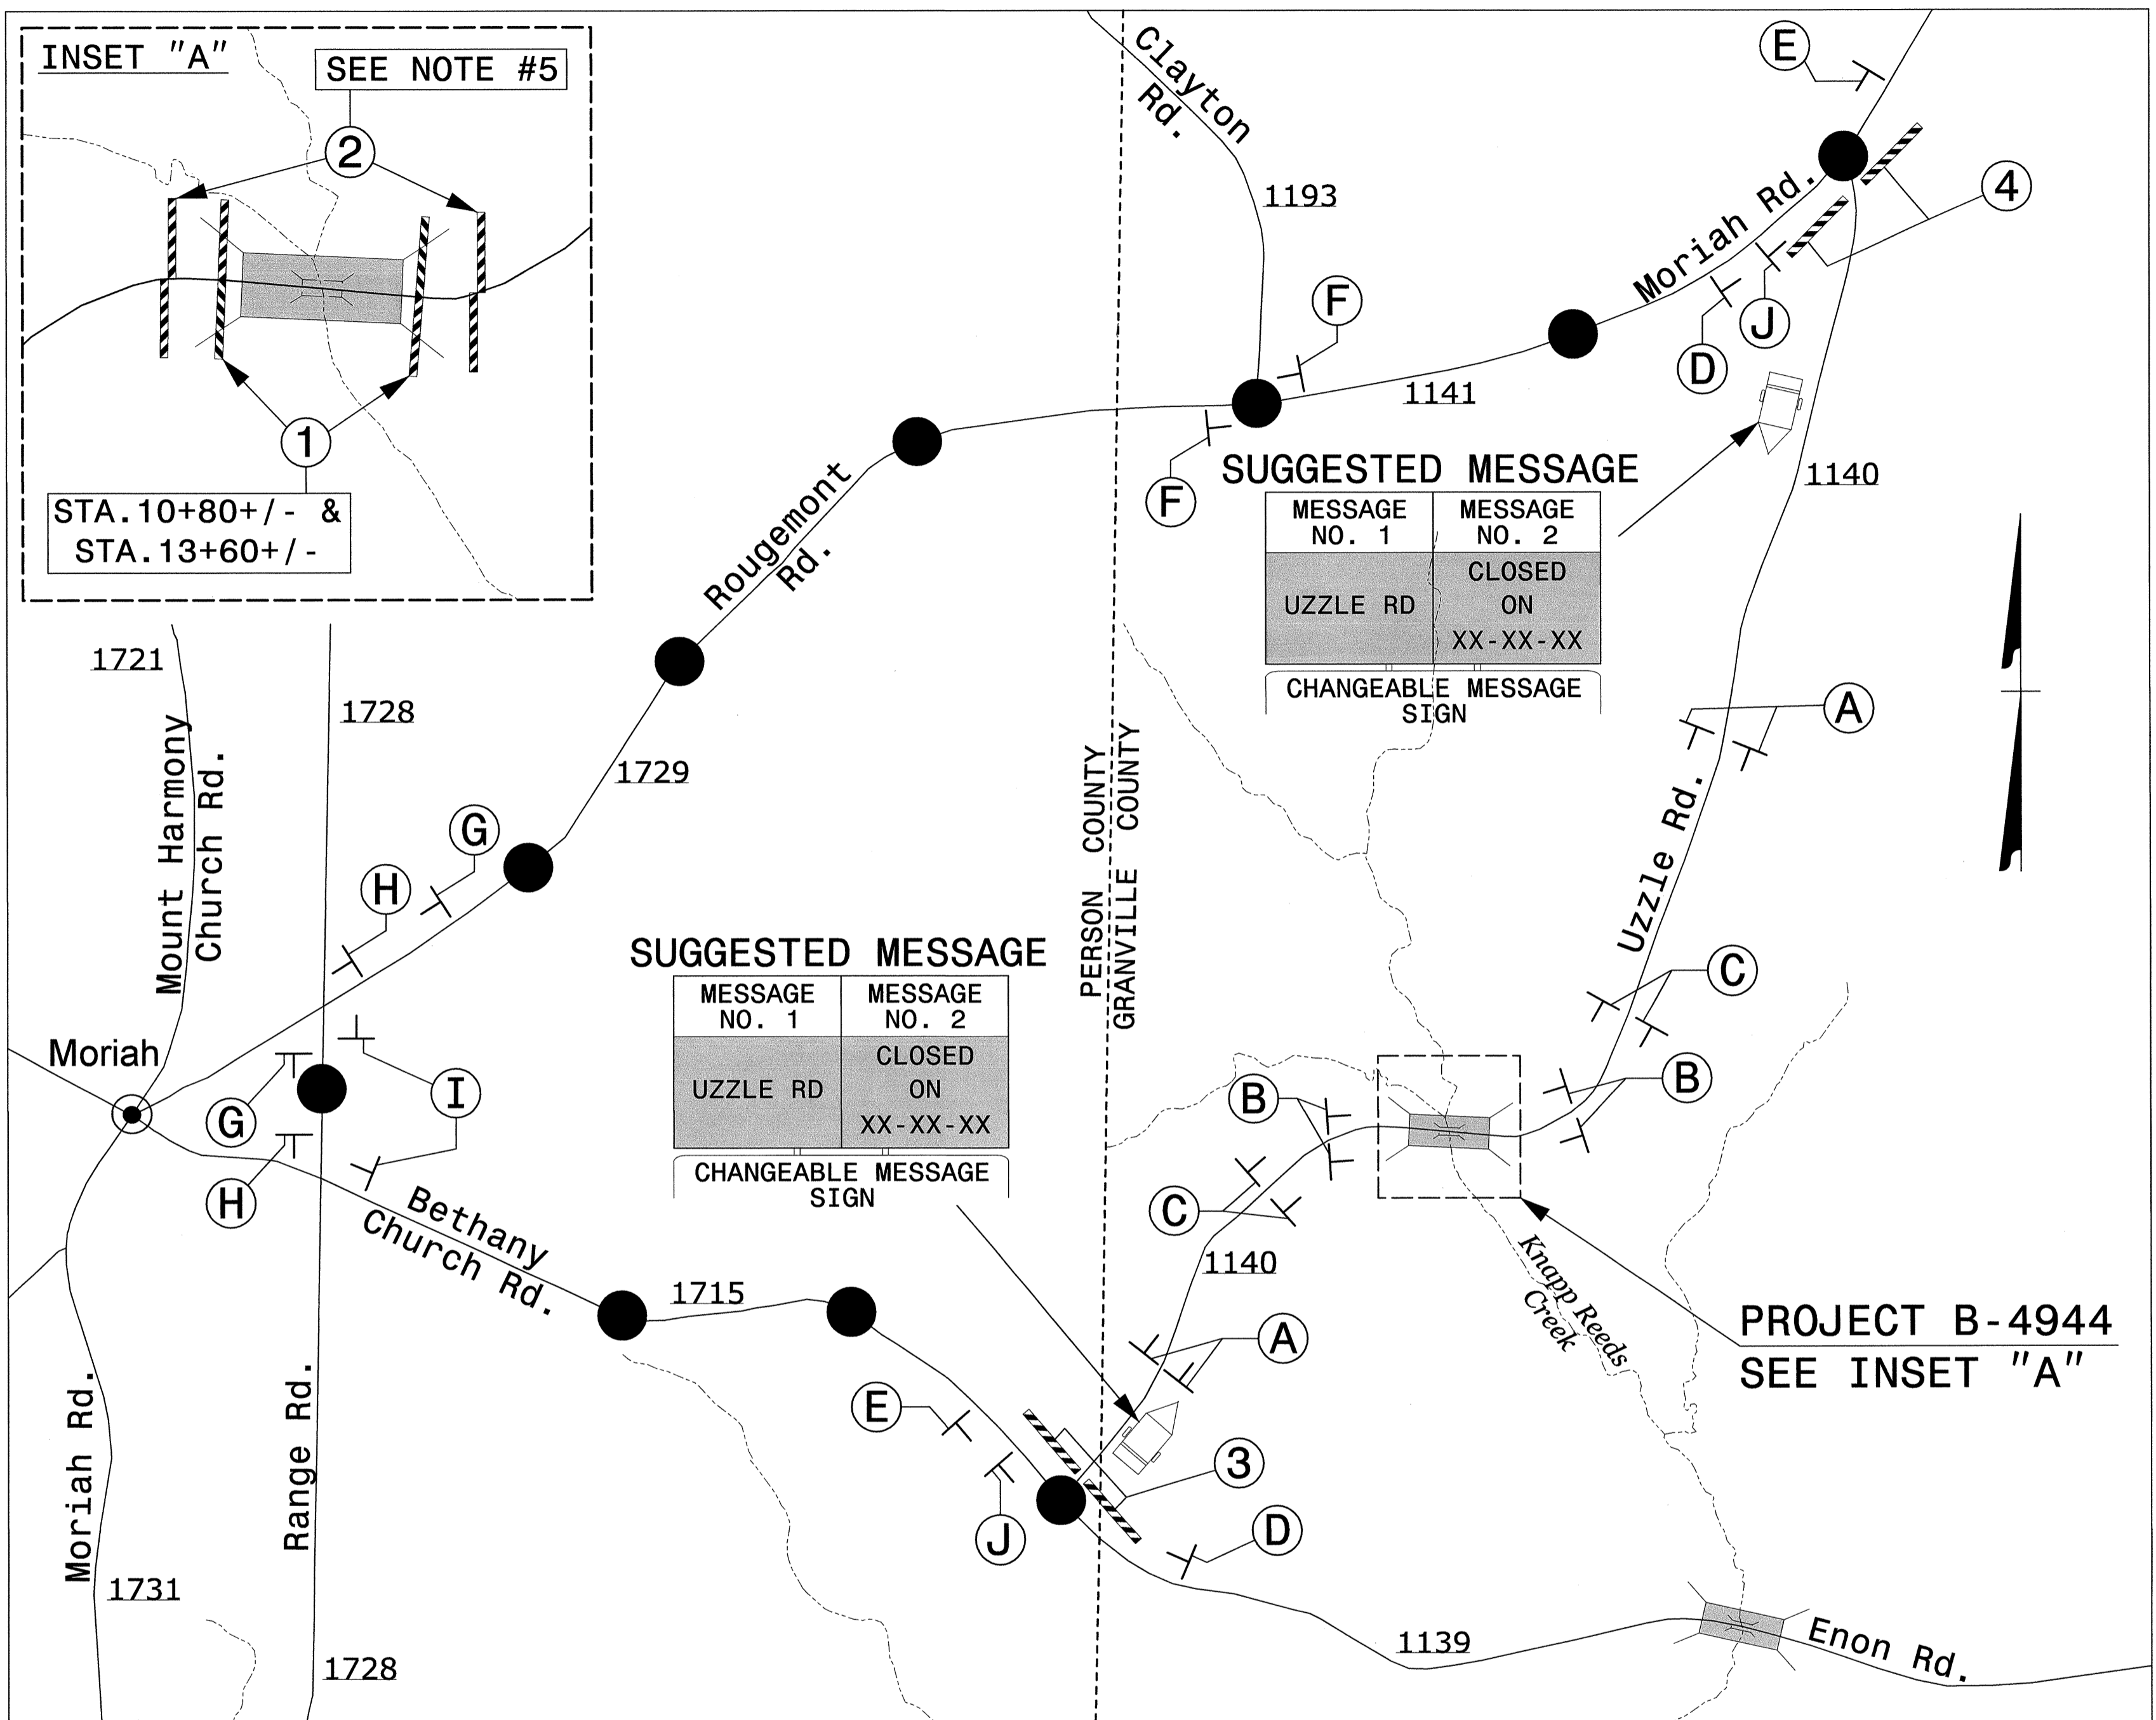 INSET "A"
SEE NOTE #5
2
1
STA.10+80+/- &
STA.13+60+/-
Clayton
Rd.
1193
E
4
Moriah Rd.
J
D
F
F
1141
1140
SUGGESTED MESSAGE
MESSAGE
NO. 1
MESSAGE
NO. 2
UZZLE RD
CLOSED
ON
XX-XX-XX
CHANGEABLE MESSAGE
SIGN
Rougemont
Rd.
1721
1728
1729
Mount Harmony
Church Rd.
G
H
Moriah
G
H
I
PERSON COUNTY
GRANVILLE COUNTY
A
Uzzle Rd.
C
B
B
C
SUGGESTED MESSAGE
MESSAGE
NO. 1
MESSAGE
NO. 2
UZZLE RD
CLOSED
ON
XX-XX-XX
CHANGEABLE MESSAGE
SIGN
Bethany
Church Rd.
1715
1140
A
Knapp Reeds
Creek
PROJECT B-4944
SEE INSET "A"
E
3
J
D
Moriah Rd.
Range Rd.
1731
1728
1139
Enon Rd.